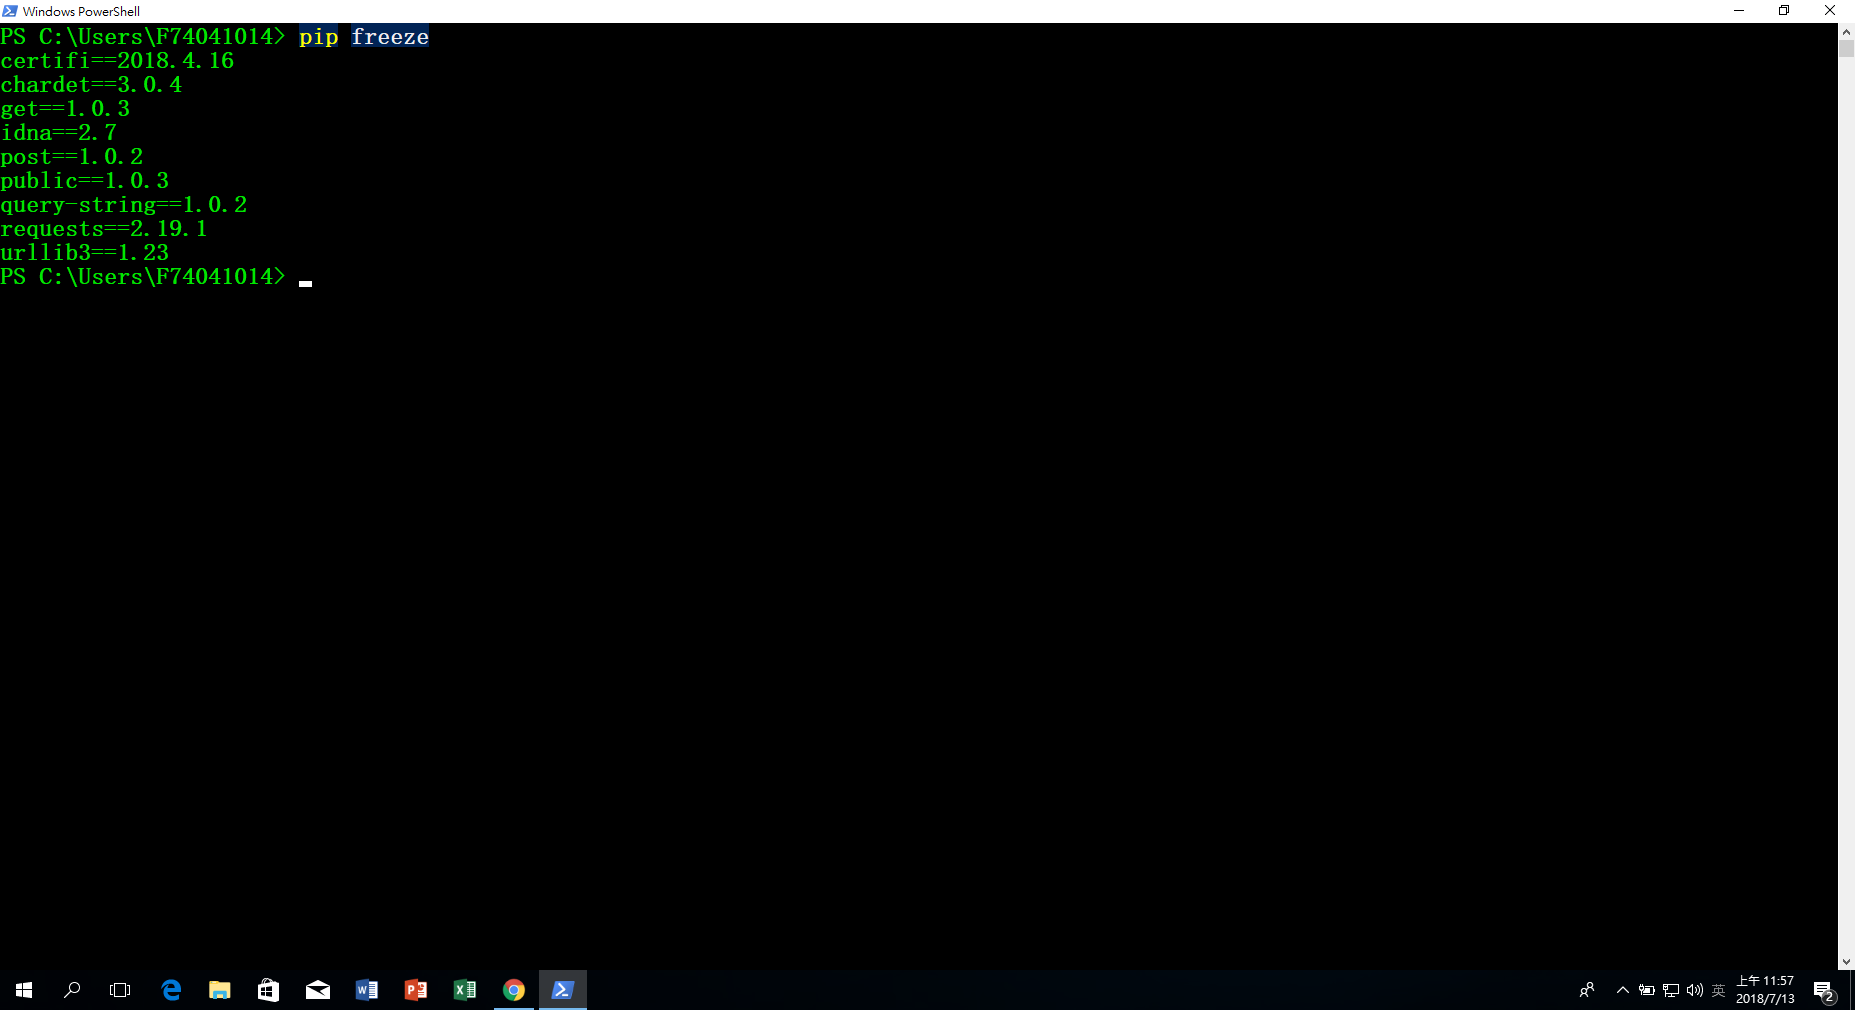 Windows PowerShell
PS C:\Users\F74041014> pip freeze
certifi==2018.4.16
chardet==3.0.4
get==1.0.3
idna==2.7
post==1.0.2
public==1.0.3
query-string==1.0.2
requests==2.19.1
urllib3==1.23
PS C:\Users\F74041014>
英
上午 11:57
2018/7/13
2